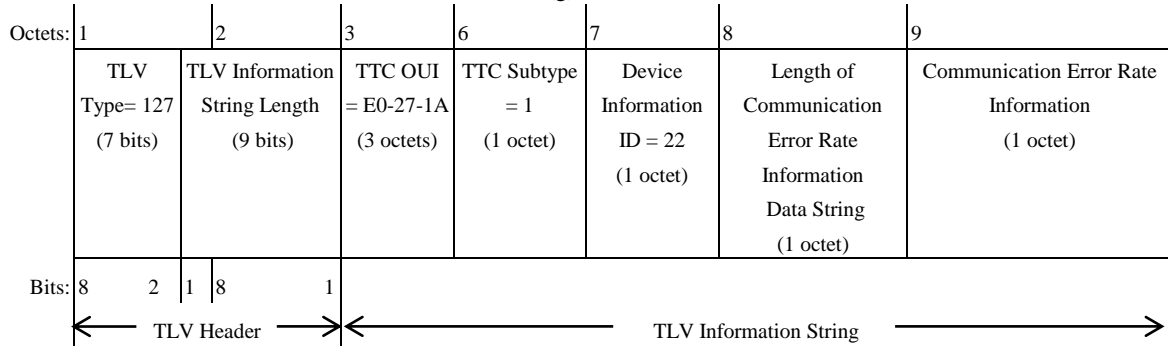 Octets: 1 2 3 6 7 8 9
TLV Type= 127 (7 bits)
TLV Information String Length (9 bits)
TTC OUI = E0-27-1A (3 octets)
TTC Subtype = 1 (1 octet)
Device Information ID = 22 (1 octet)
Length of Communication Error Rate Information Data String (1 octet)
Communication Error Rate Information (1 octet)
Bits: 8 2 1 8 1
TLV Header
TLV Information String